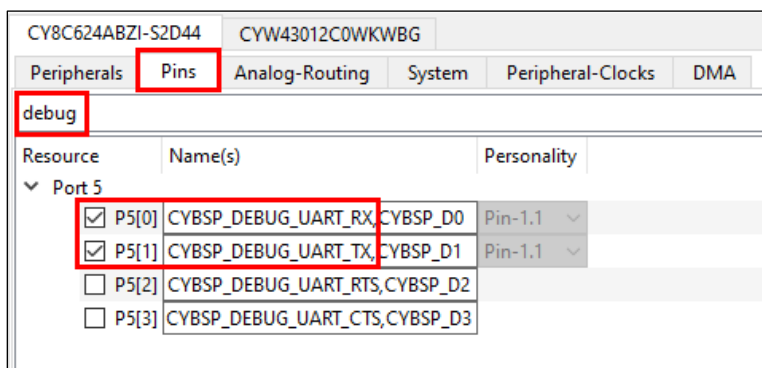 CY8C624ABZI-S2D44 CYW43012C0WKWBG
Peripherals Pins Analog-Routing System Peripheral-Clocks DMA
debug
Resource Name(s) Personality
Port 5
P5[0] CYBSP_DEBUG_UART_RX,CYBSP_D0 Pin-1.1
P5[1] CYBSP_DEBUG_UART_TX,CYBSP_D1 Pin-1.1
P5[2] CYBSP_DEBUG_UART_RTS,CYBSP_D2
P5[3] CYBSP_DEBUG_UART_CTS,CYBSP_D3